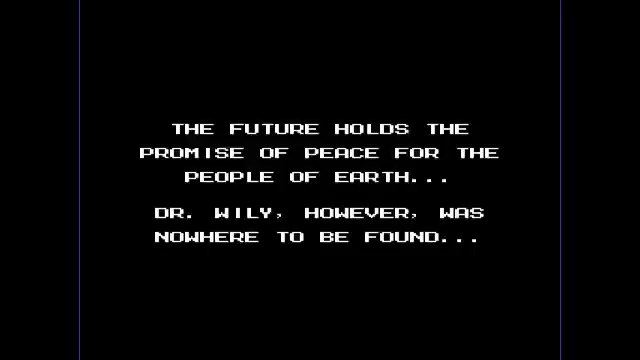 THE FUTURE HOLDS THE
PROMISE OF PEACE FOR THE
PEOPLE OF EARTH...
DR. WILY, HOWEVER, WAS
NOWHERE TO BE FOUND...